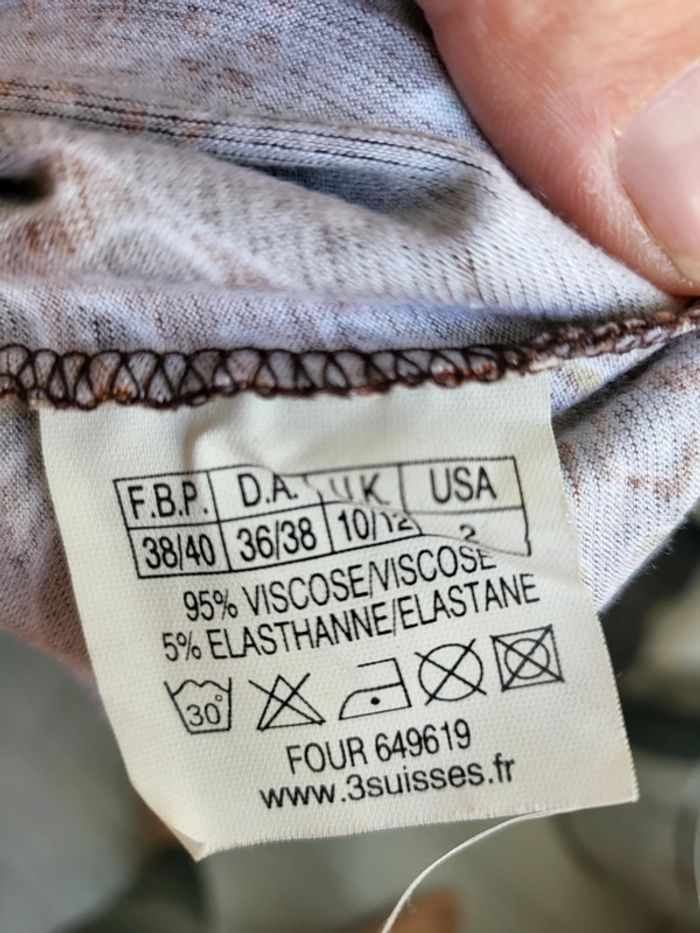 F.B.P. D.A. U.K. USA
38/40 36/38 10/12 2
95% VISCOSE/VISCOSE
5% ELASTHANNE/ELASTANE
30°
FOUR 649619
www.3suisses.fr